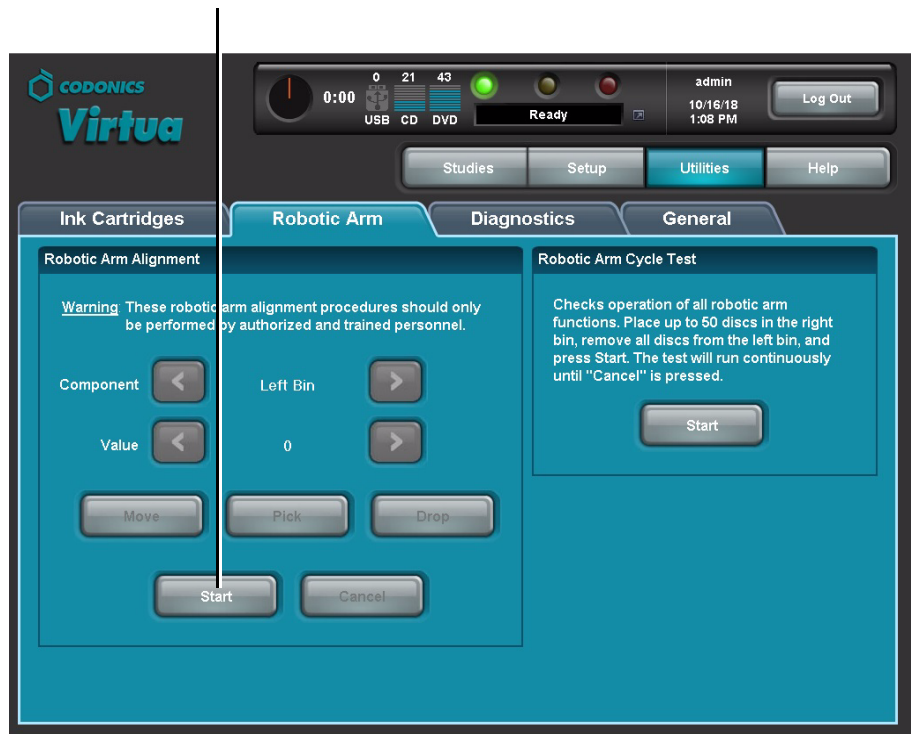 CODONICS
Virtua
0:00
0 21 43
USB CD DVD
Ready
admin
10/16/18
1:08 PM
Log Out
Studies
Setup
Utilities
Help
Ink Cartridges
Robotic Arm
Diagnostics
General
Robotic Arm Alignment
Warning: These robotic arm alignment procedures should only
be performed by authorized and trained personnel.
Component
<
Left Bin
>
Value
<
0
>
Move
Pick
Drop
Start
Cancel
Robotic Arm Cycle Test
Checks operation of all robotic arm
functions. Place up to 50 discs in the right
bin, remove all discs from the left bin, and
press Start. The test will run continuously
until "Cancel" is pressed.
Start